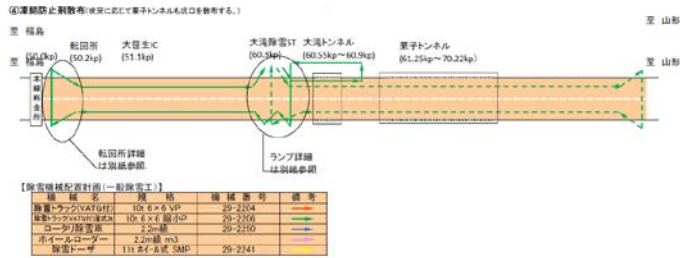 ④凍結防止剤散布(状況に応じて栗子トンネルも坑口を散布する。)
至 福島
至 山形
至 福島
(50.0kp)
転回所
(50.2kp)
大笹生IC
(51.1kp)
大滝除雪ST
大滝トンネル
(60.55kp～60.9kp)
栗子トンネル
(61.25kp～70.22kp)
至 山形
本線料金所
転回所詳細
は別紙参照。
ランプ詳細
は別紙参照。
【除雪機械配置計画(一般除雪工)】
機 械 名 規 格 機 械 番 号 備 考
除雪トラック(VATG付) 10t 6×6 VP 29-2204
除雪トラック(VATG付) 10t 6×6 縮小P 29-2206
ロータリ除雪車 2.2m級 29-2250
ホイールローダー 2.2m級 m3
除雪ドーザ 11t ホイール式 SMP 29-2241